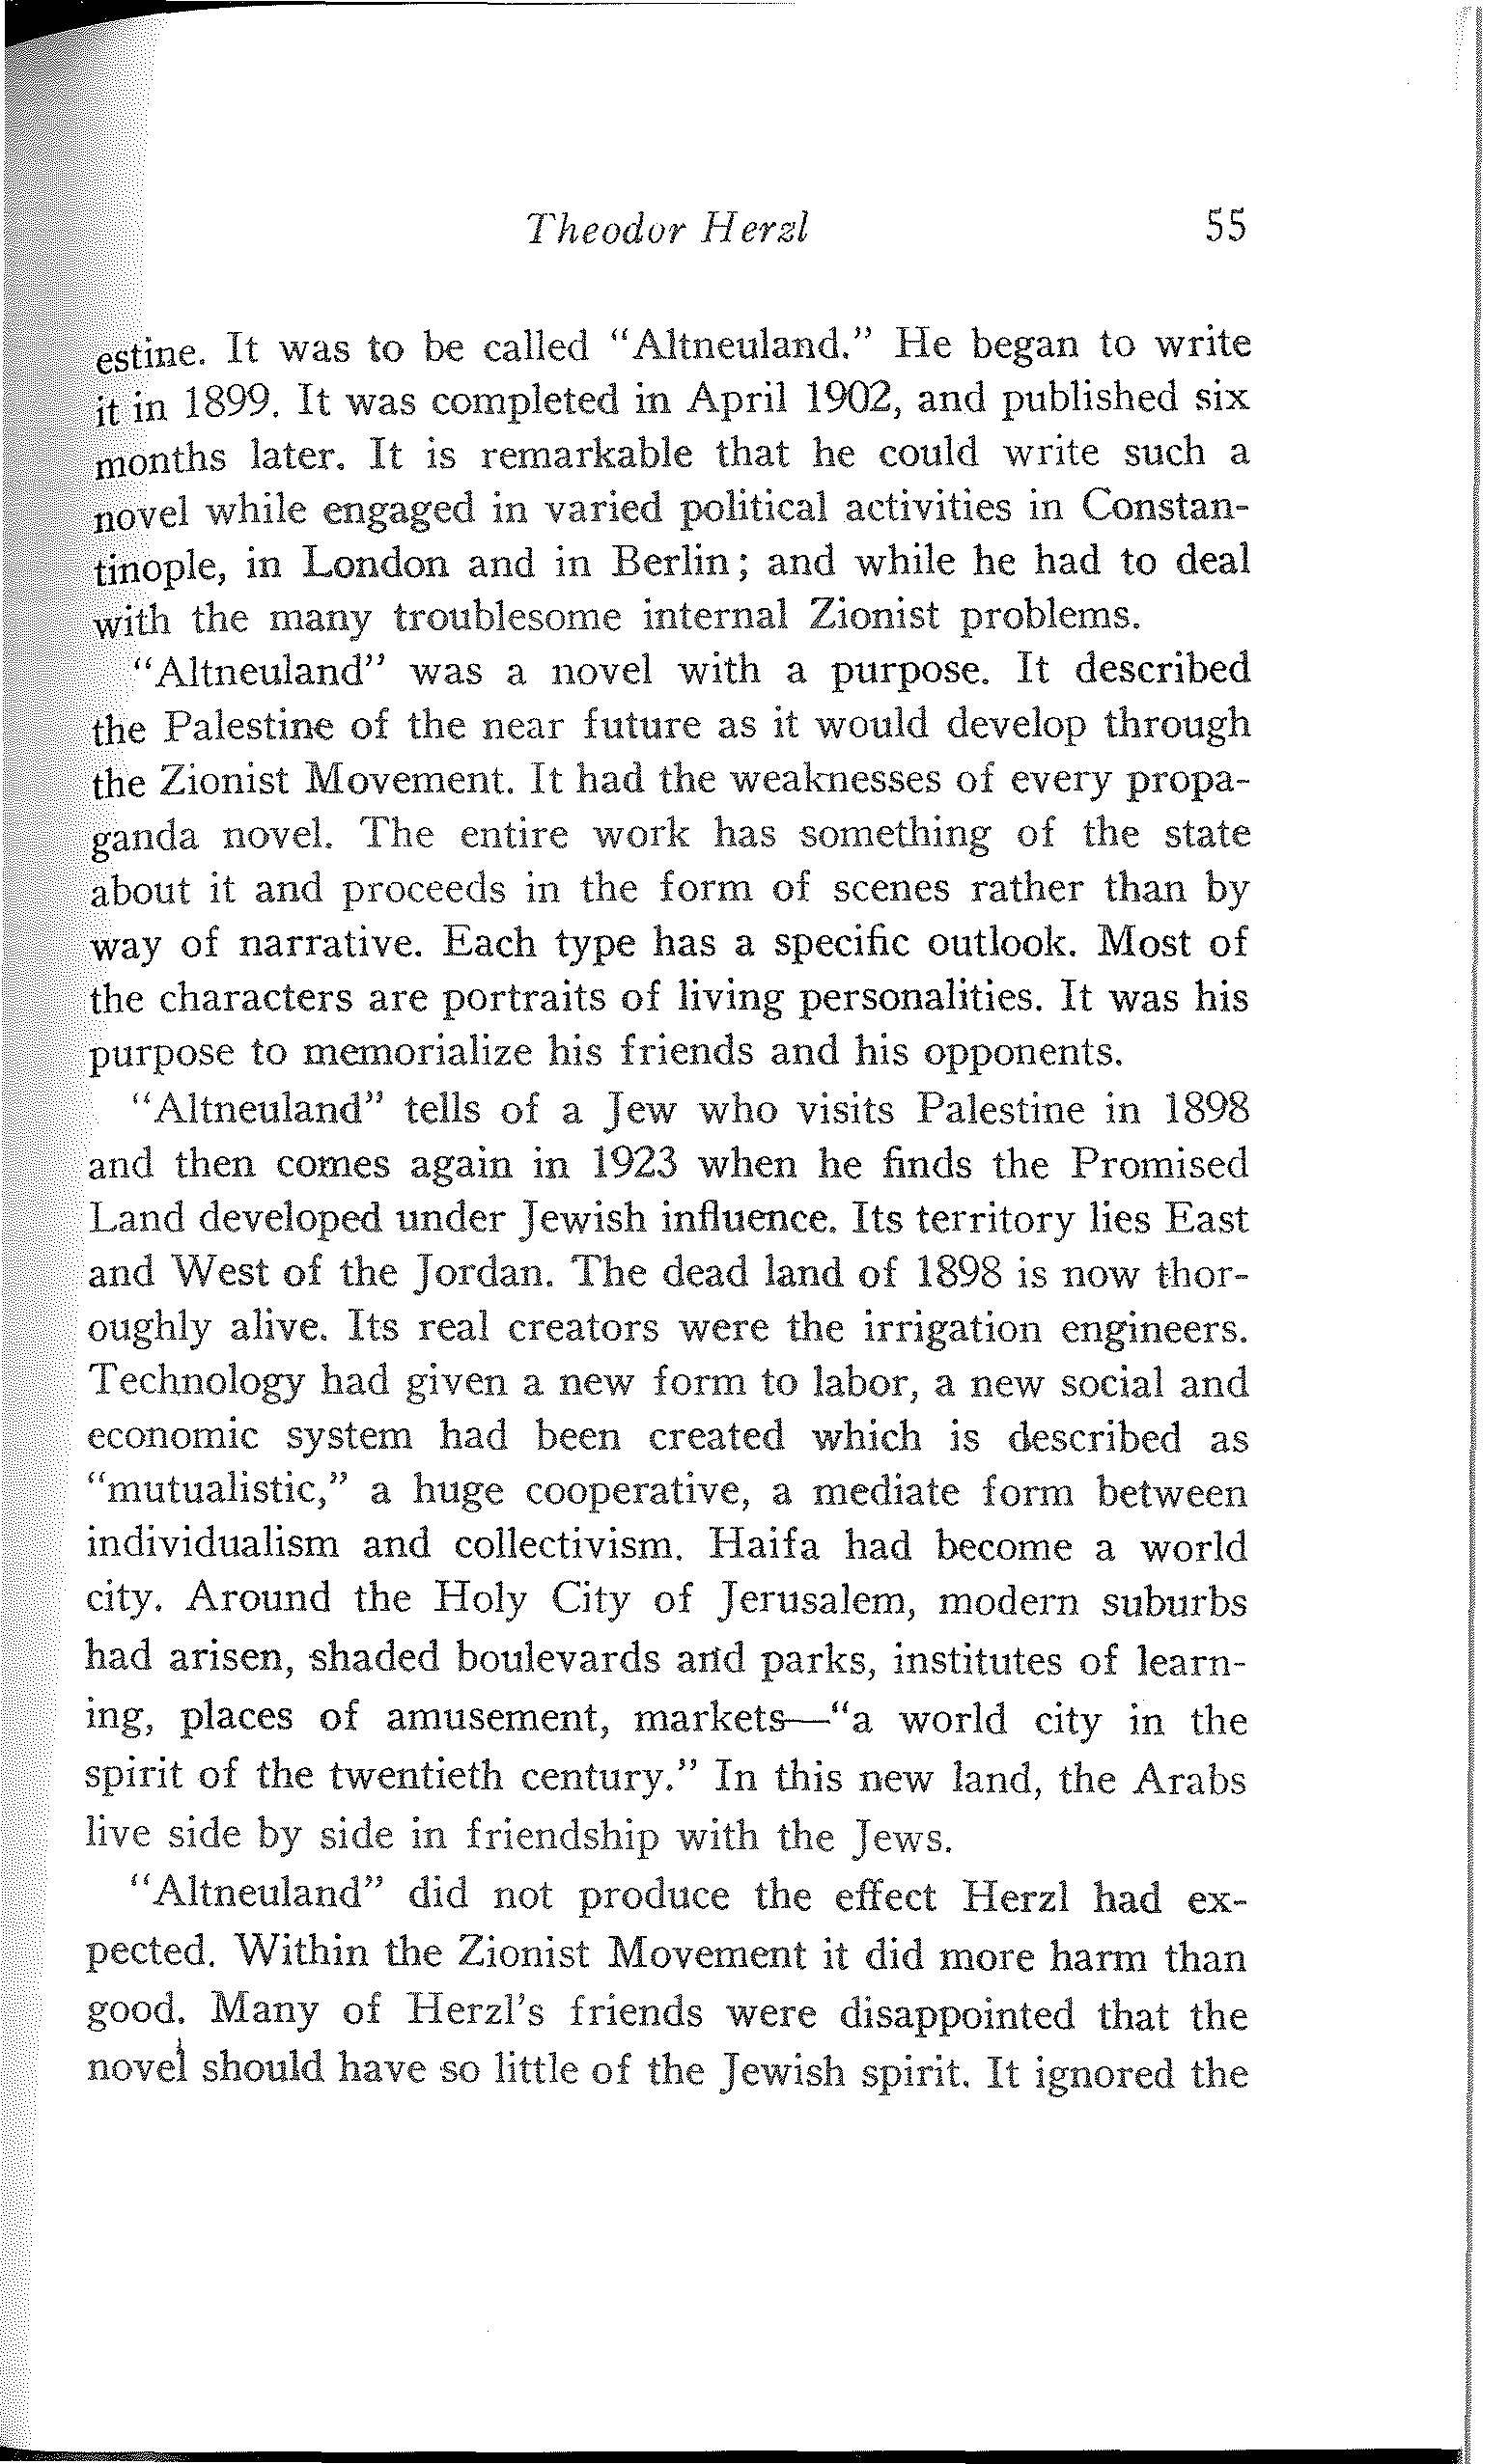 Theodor Herzl 55
estine. It was to be called “Altneuland.” He began to write
it in 1899. It was completed in April 1902, and published six
months later. It is remarkable that he could write such a
novel while engaged in varied political activities in Constan-
tinople, in London and in Berlin; and while he had to deal
with the many troublesome internal Zionist problems.
“Altneuland” was a novel with a purpose. It described
the Palestine of the near future as it would develop through
the Zionist Movement. It had the weaknesses of every propa-
ganda novel. The entire work has something of the state
about it and proceeds in the form of scenes rather than by
way of narrative. Each type has a specific outlook. Most of
the characters are portraits of living personalities. It was his
purpose to memorialize his friends and his opponents.
“Altneuland” tells of a Jew who visits Palestine in 1898
and then comes again in 1923 when he finds the Promised
Land developed under Jewish influence. Its territory lies East
and West of the Jordan. The dead land of 1898 is now thor-
oughly alive. Its real creators were the irrigation engineers.
Technology had given a new form to labor, a new social and
economic system had been created which is described as
“mutualistic,” a huge cooperative, a mediate form between
individualism and collectivism. Haifa had become a world
city. Around the Holy City of Jerusalem, modern suburbs
had arisen, shaded boulevards and parks, institutes of learn-
ing, places of amusement, markets—“a world city in the
spirit of the twentieth century.” In this new land, the Arabs
live side by side in friendship with the Jews.
“Altneuland” did not produce the effect Herzl had ex-
pected. Within the Zionist Movement it did more harm than
good. Many of Herzl's friends were disappointed that the
novel should have so little of the Jewish spirit. It ignored the